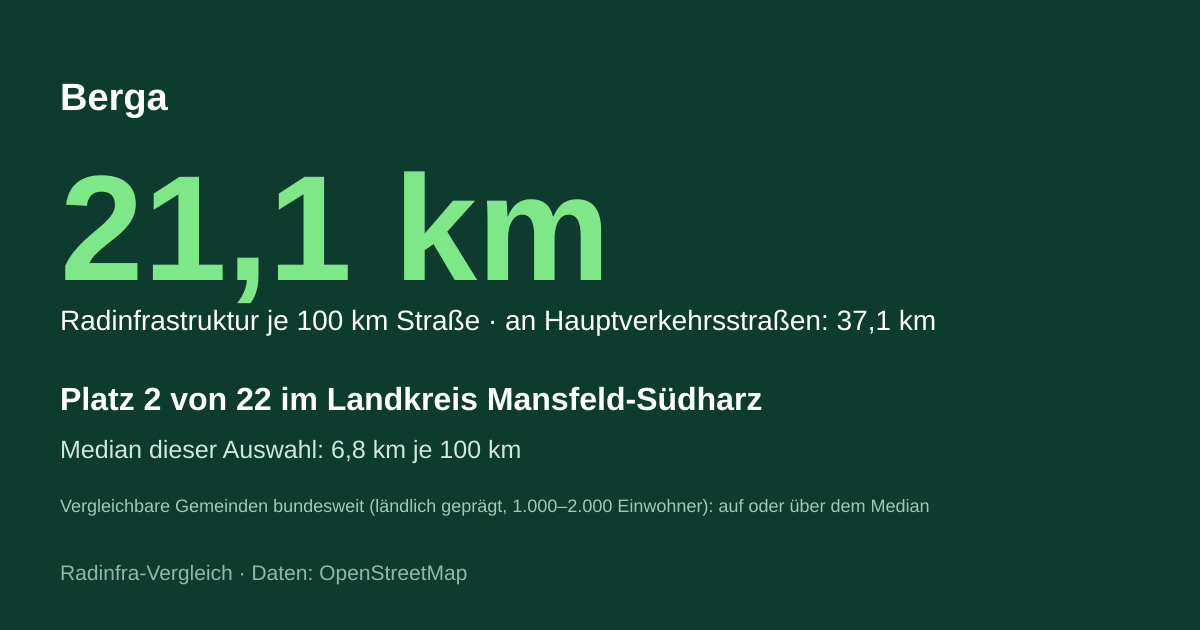 Berga
21,1 km
Radinfrastruktur je 100 km Straße · an Hauptverkehrsstraßen: 37,1 km
Platz 2 von 22 im Landkreis Mansfeld-Südharz
Median dieser Auswahl: 6,8 km je 100 km
Vergleichbare Gemeinden bundesweit (ländlich geprägt, 1.000–2.000 Einwohner): auf oder über dem Median
Radinfra-Vergleich · Daten: OpenStreetMap